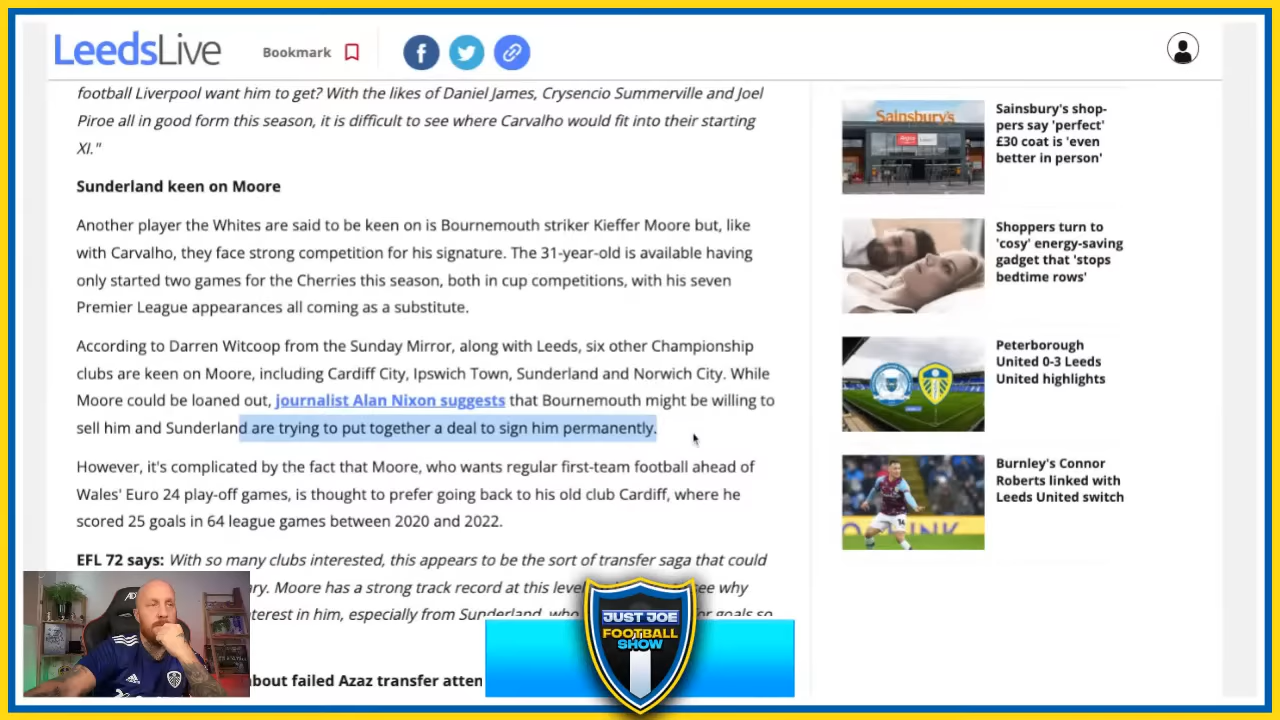 LeedsLive
Bookmark
football Liverpool want him to get? With the likes of Daniel James, Crysencio Summerville and Joel
Piroe all in good form this season, it is difficult to see where Carvalho would fit into their starting
XI."
Sunderland keen on Moore
Another player the Whites are said to be keen on is Bournemouth striker Kieffer Moore but, like
with Carvalho, they face strong competition for his signature. The 31-year-old is available having
only started two games for the Cherries this season, both in cup competitions, with his seven
Premier League appearances all coming as a substitute.
According to Darren Witcoop from the Sunday Mirror, along with Leeds, six other Championship
clubs are keen on Moore, including Cardiff City, Ipswich Town, Sunderland and Norwich City. While
Moore could be loaned out, journalist Alan Nixon suggests that Bournemouth might be willing to
sell him and Sunderland are trying to put together a deal to sign him permanently.
However, it's complicated by the fact that Moore, who wants regular first-team football ahead of
Wales' Euro 24 play-off games, is thought to prefer going back to his old club Cardiff, where he
scored 25 goals in 64 league games between 2020 and 2022.
EFL 72 says: With so many clubs interested, this appears to be the sort of transfer saga that could
ary. Moore has a strong track record at this level see why
terest in him, especially from Sunderland, who or goals so
bout failed Azaz transfer atten
Sainsbury's
Sainsbury's shop-
pers say 'perfect'
£30 coat is 'even
better in person'
Shoppers turn to
'cosy' energy-saving
gadget that 'stops
bedtime rows'
Peterborough
United 0-3 Leeds
United highlights
Burnley's Connor
Roberts linked with
Leeds United switch
JUST JOE
FOOTBALL
SHOW